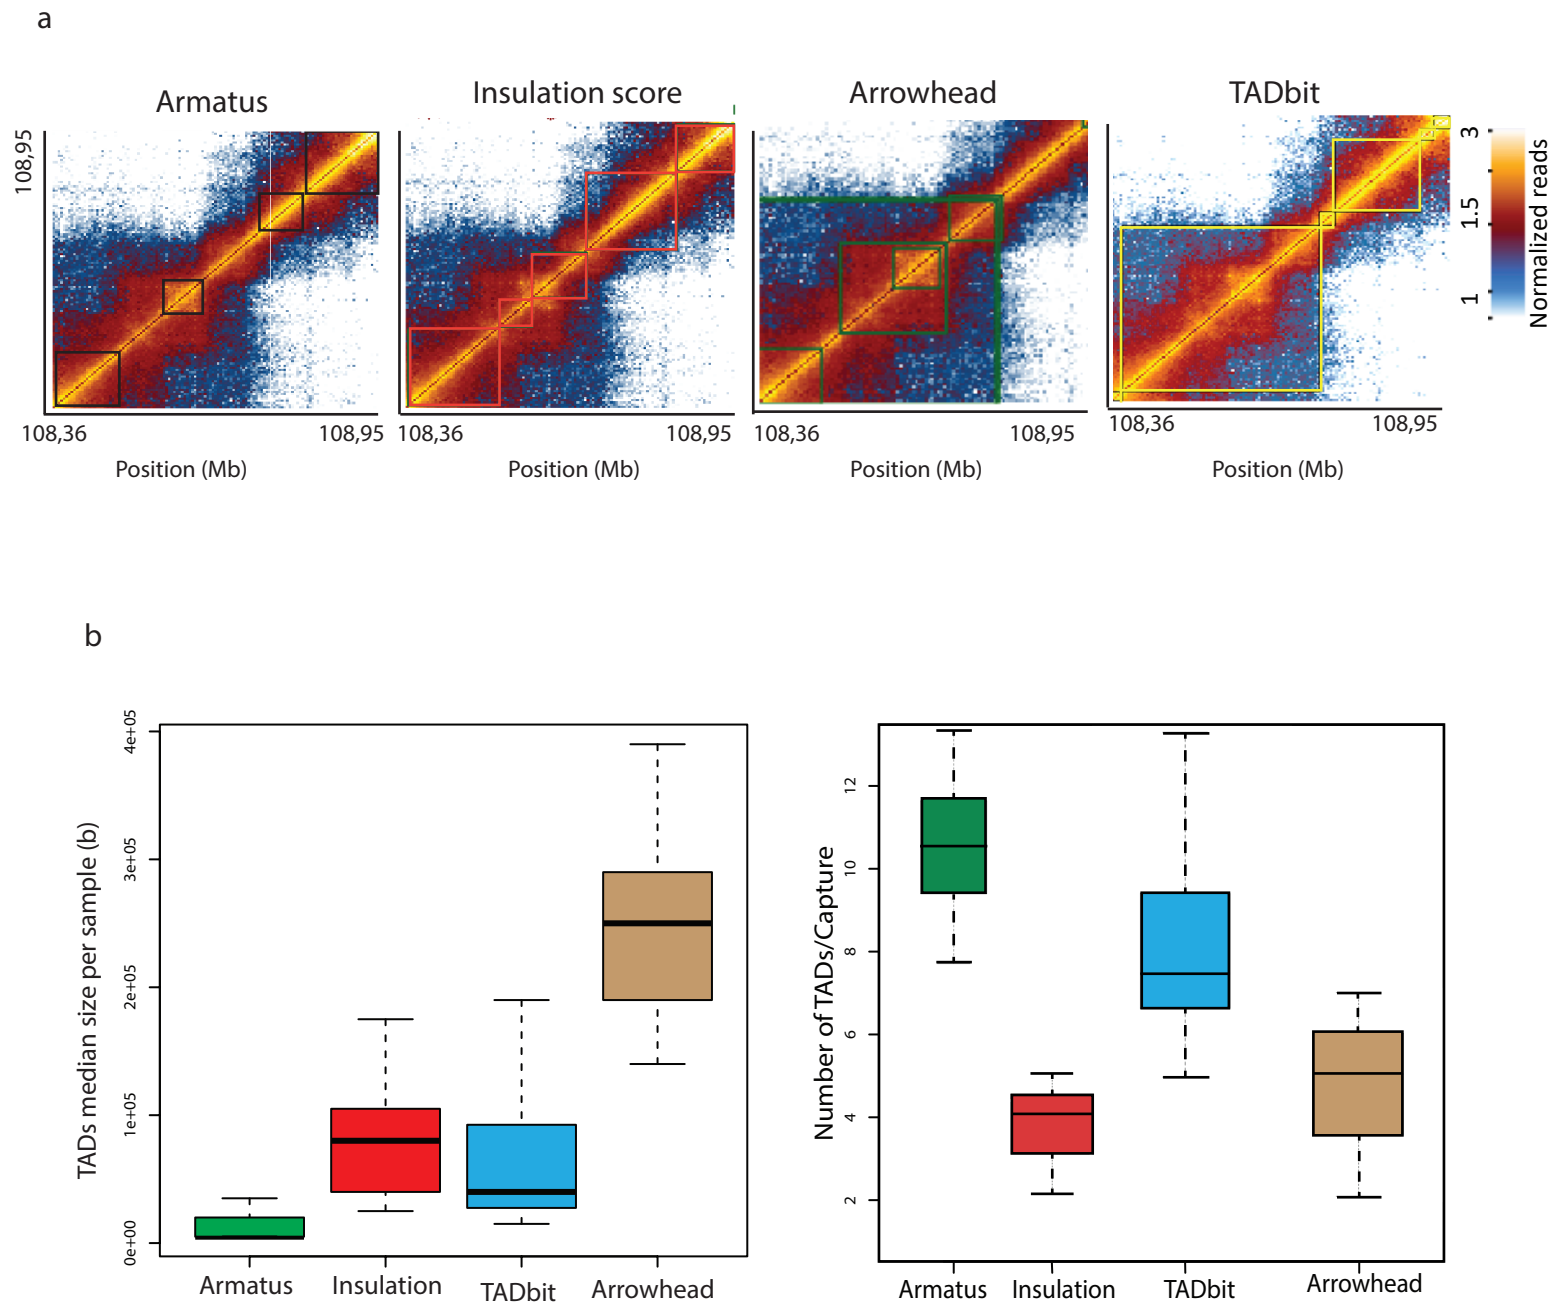 a
Armatus
Insulation score
Arrowhead
TADbit
108,95
3
1.5
1
Normalized reads
108,36
108,95
108,36
108,95
108,36
108,95
108,36
108,95
Position (Mb)
Position (Mb)
Position (Mb)
Position (Mb)
b
TADs median size per sample (b)
4e+05
3e+05
2e+05
1e+05
0e+00
Armatus
Insulation
TADbit
Arrowhead
Number of TADs/Capture
12
10
8
6
4
2
Armatus
Insulation
TADbit
Arrowhead